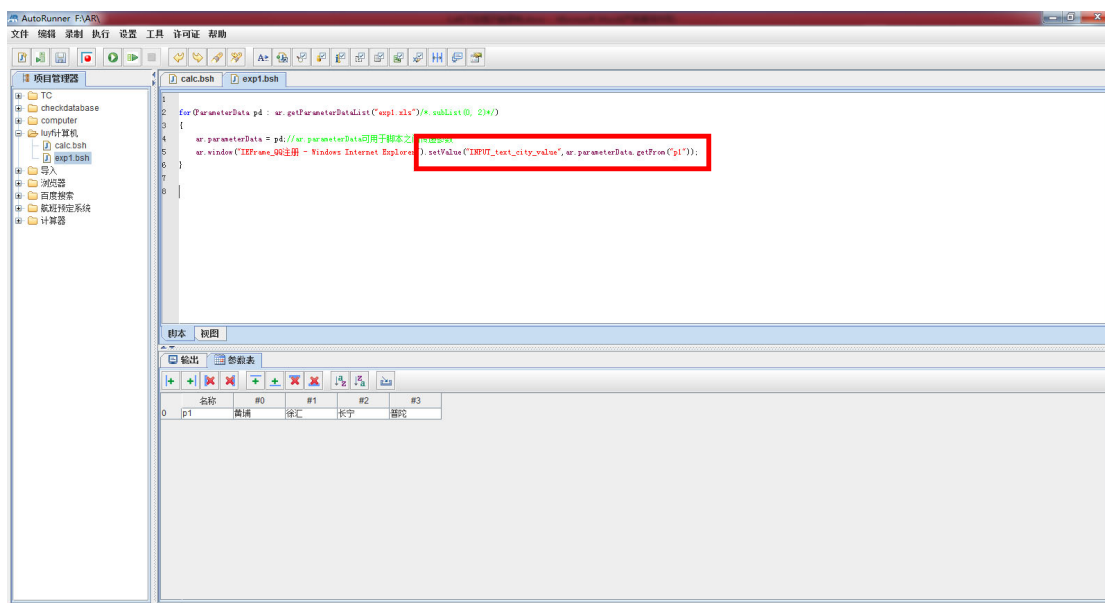 AutoRunner F:\AR\
文件 编辑 录制 执行 设置 工具 许可证 帮助
项目管理器
calc.bsh exp1.bsh
TC
checkdatabase
computer
luyf计算机
calc.bsh
exp1.bsh
导入
浏览器
百度搜索
航班预定系统
计算器
1
2 for(ParameterData pd : ar.getParameterDataList("exp1.xls")/*.subList(0, 2)*/)
3 {
4 ar.parameterData = pd;//ar.parameterData可用于脚本之
5 ar.window("IEFrame_QQ注册 - Windows Internet Explorer").setValue("INPUT_text_city_value",ar.parameterData.getFrom("p1"));
6 }
7
8
脚本 视图
输出 参数表
名称 #0 #1 #2 #3
0 p1 黄埔 徐汇 长宁 普陀